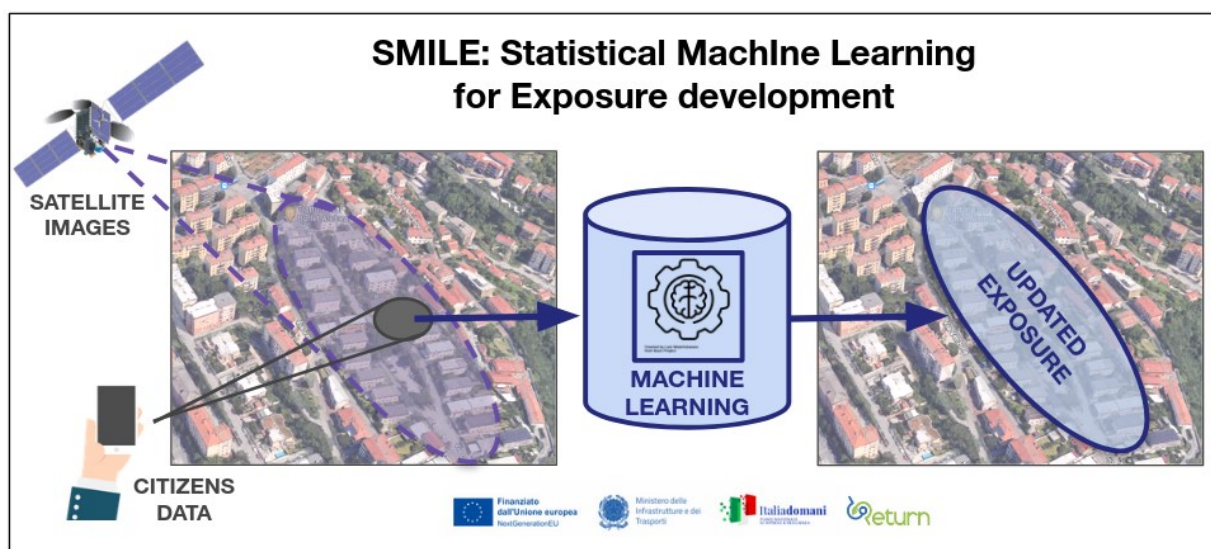 SMILE: Statistical MachIne Learning
for Exposure development
SATELLITE
IMAGES
MACHINE
LEARNING
UPDATED
EXPOSURE
CITIZENS
DATA
Finanziato
dall'Unione europea
NextGenerationEU
Ministero delle
Infrastrutture e dei
Trasporti
Italiadomani
Return